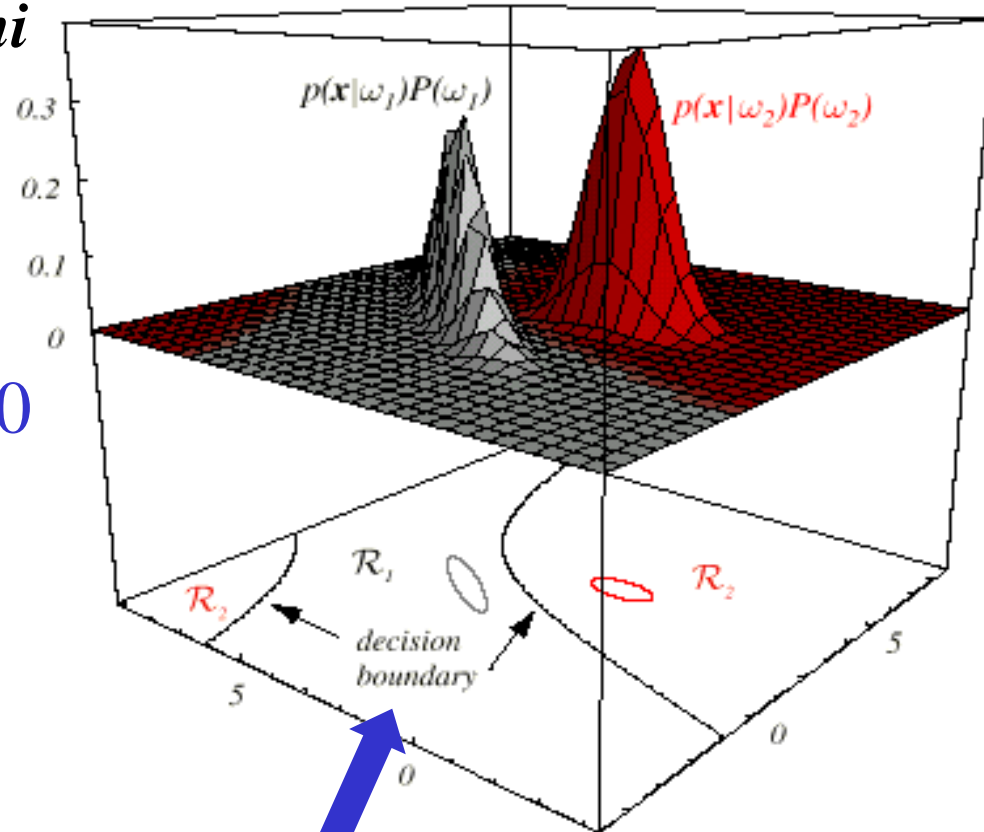 ni
p(x|ω₁)P(ω₁)
p(x|ω₂)P(ω₂)
0.3
0.2
0.1
0
0
R₁
R₂
R₂
decision
boundary
5
0
5
0